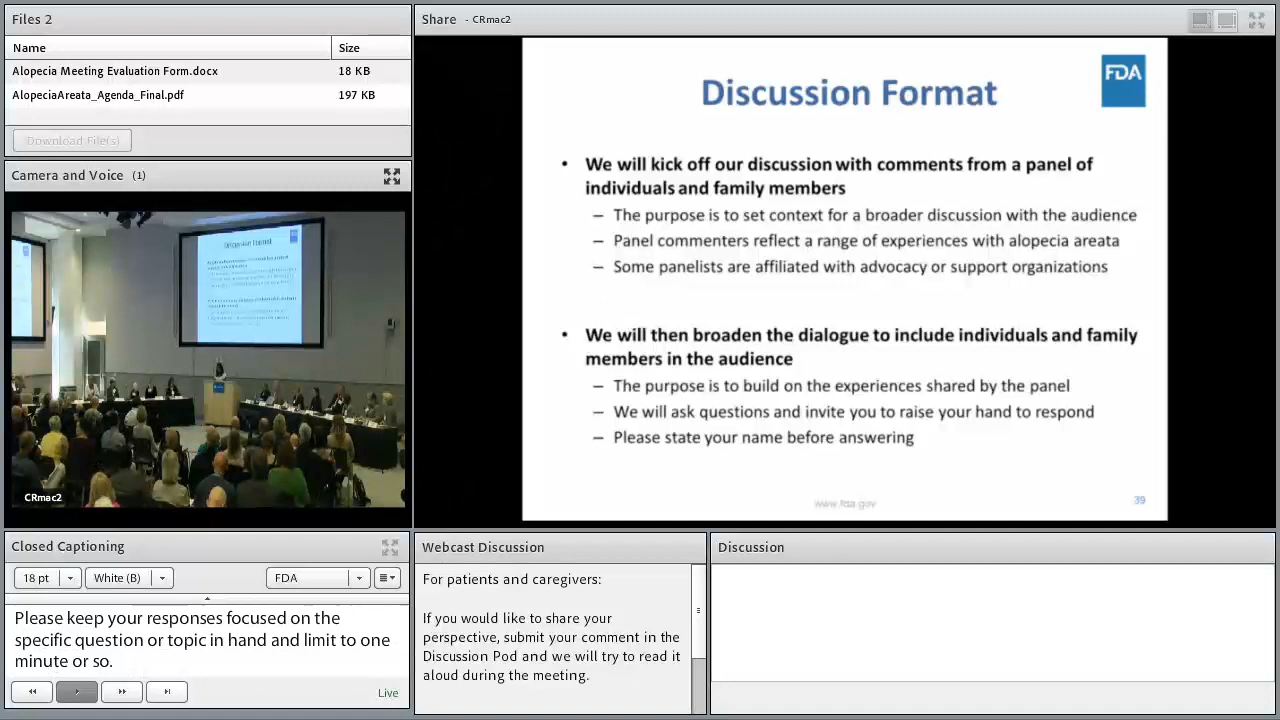 Files 2
Name Size
Alopecia Meeting Evaluation Form.docx 18 KB
AlopeciaAreata_Agenda_Final.pdf 197 KB
Download File(s)
Camera and Voice (1)
Discussion Format
CRmac2
Share - CRmac2
FDA
Discussion Format
• We will kick off our discussion with comments from a panel of
individuals and family members
– The purpose is to set context for a broader discussion with the audience
– Panel commenters reflect a range of experiences with alopecia areata
– Some panelists are affiliated with advocacy or support organizations
• We will then broaden the dialogue to include individuals and family
members in the audience
– The purpose is to build on the experiences shared by the panel
– We will ask questions and invite you to raise your hand to respond
– Please state your name before answering
www.fda.gov
39
Closed Captioning
18 pt White (B) FDA
Please keep your responses focused on the
specific question or topic in hand and limit to one
minute or so.
Live
Webcast Discussion
For patients and caregivers:
If you would like to share your
perspective, submit your comment in the
Discussion Pod and we will try to read it
aloud during the meeting.
Discussion